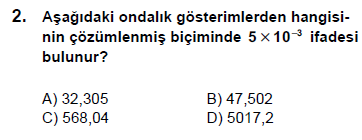 2. Aşağıdaki ondalık gösterimlerden hangisi-
nin çözümlenmiş biçiminde 5×10⁻³ ifadesi
bulunur?
A) 32,305 B) 47,502
C) 568,04 D) 5017,2